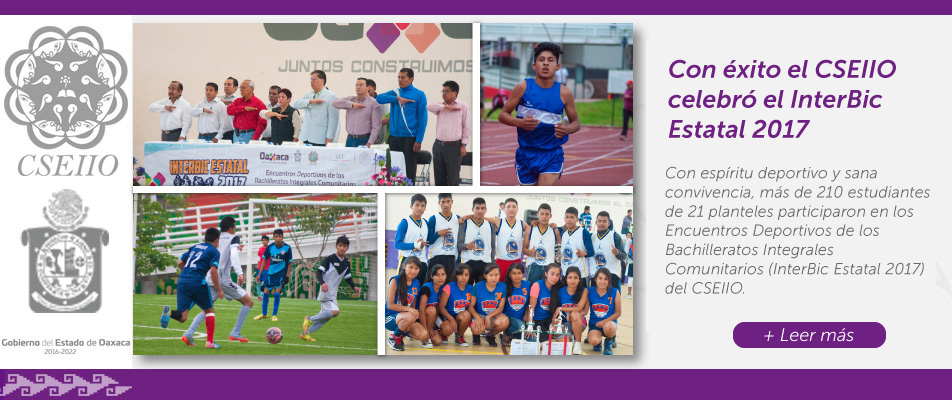 CSEIIO
Gobierno del Estado de Oaxaca
2016-2022
JUNTOS CONSTRUIMOS
INTERBIC ESTATAL
2017
Oaxaca
Encuentros Deportivos de los
Bachilleratos Integrales Comunitarios
12
Con éxito el CSEIIO
celebró el InterBic
Estatal 2017
Con espíritu deportivo y sana
convivencia, más de 210 estudiantes
de 21 planteles participaron en los
Encuentros Deportivos de los
Bachilleratos Integrales
Comunitarios (InterBic Estatal 2017)
del CSEIIO.
+ Leer más